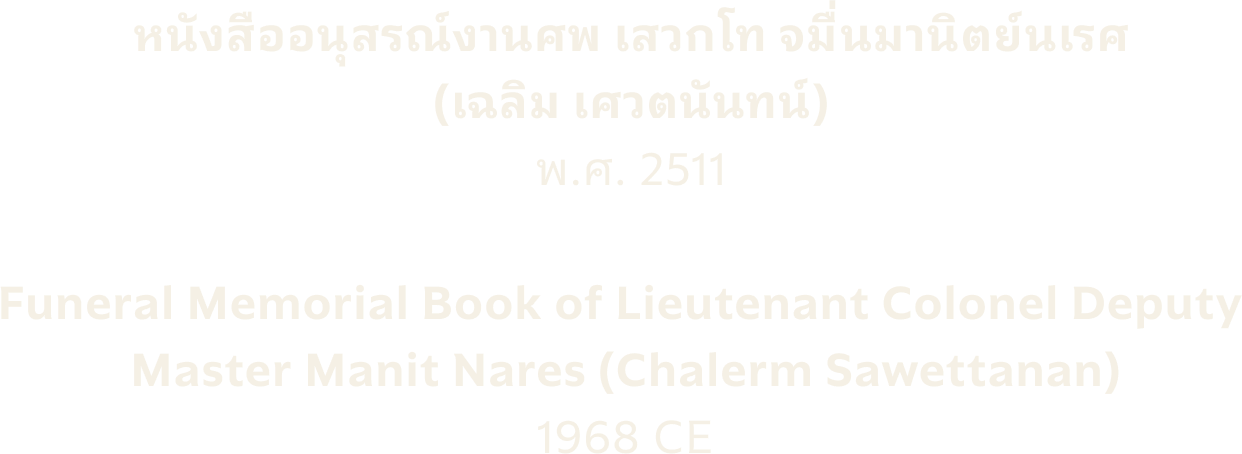 หนังสืออนุสรณ์งานศพ เสวกโท จมื่นมานิตย์นเรศ
(เฉลิม เศวตนันทน์)
พ.ศ. 2511
Funeral Memorial Book of Lieutenant Colonel Deputy
Master Manit Nares (Chalerm Sawettanan)
1968 CE